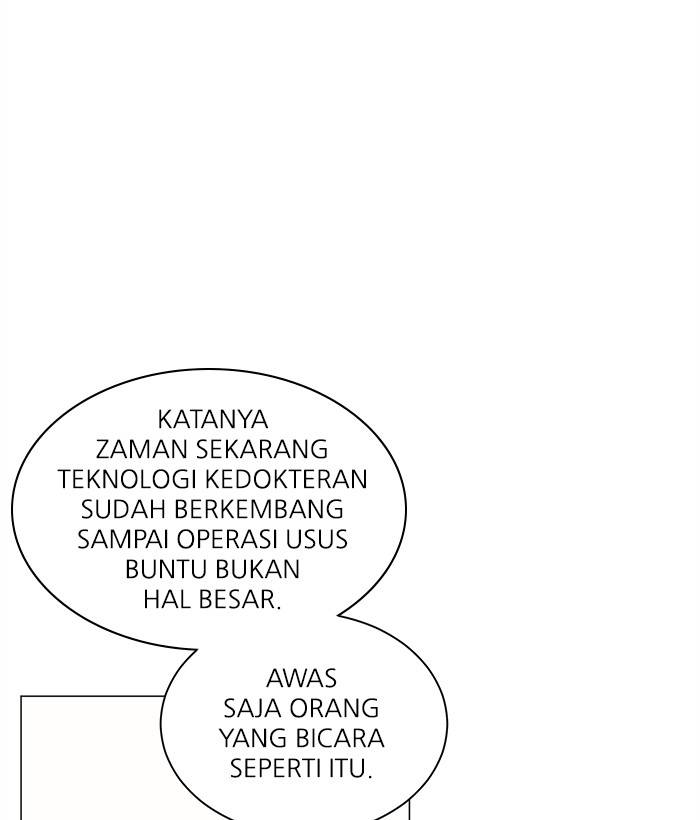 KATANYA
ZAMAN SEKARANG
TEKNOLOGI KEDOKTERAN
SUDAH BERKEMBANG
SAMPAI OPERASI USUS
BUNTU BUKAN
HAL BESAR.
AWAS
SAJA ORANG
YANG BICARA
SEPERTI ITU.